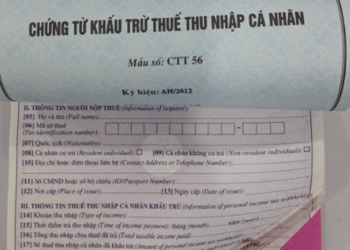 CHỨNG TỪ KHẤU TRỪ THUẾ THU NHẬP CÁ NHÂN
Mẫu số: CTT 56
Ký hiệu: AH/2012
II. THÔNG TIN NGƯỜI NỘP THUẾ (Information of taxpayer)
[05] Họ và tên (Full name):
[06] Mã số thuế
(Tax identification number):
[07] Quốc tịch (Nationality):
[08] Cá nhân cư trú (Resident individual): [09] Cá nhân không cư trú (Non-resident individual):
[10] Địa chỉ hoặc điện thoại liên hệ (Contact Address or Telephone Number):
[11] Số CMND hoặc số hộ chiếu (ID/Passport Number):
[12] Nơi cấp (Place of issue): [13] Ngày cấp (Date of issue):
III. THÔNG TIN THUẾ THU NHẬP CÁ NHÂN KHẤU TRỪ (Information of personal income tax
[14] Khoản thu nhập (Type of income):
[15] Thời điểm trả thu nhập (Time of income payment): tháng (month) năm (year)
[16] Tổng thu nhập chịu thuế đã trả (Total taxable income paid):
[17] Số thuế thu nhập cá nhân đã khấu trừ (Amount of personal income tax